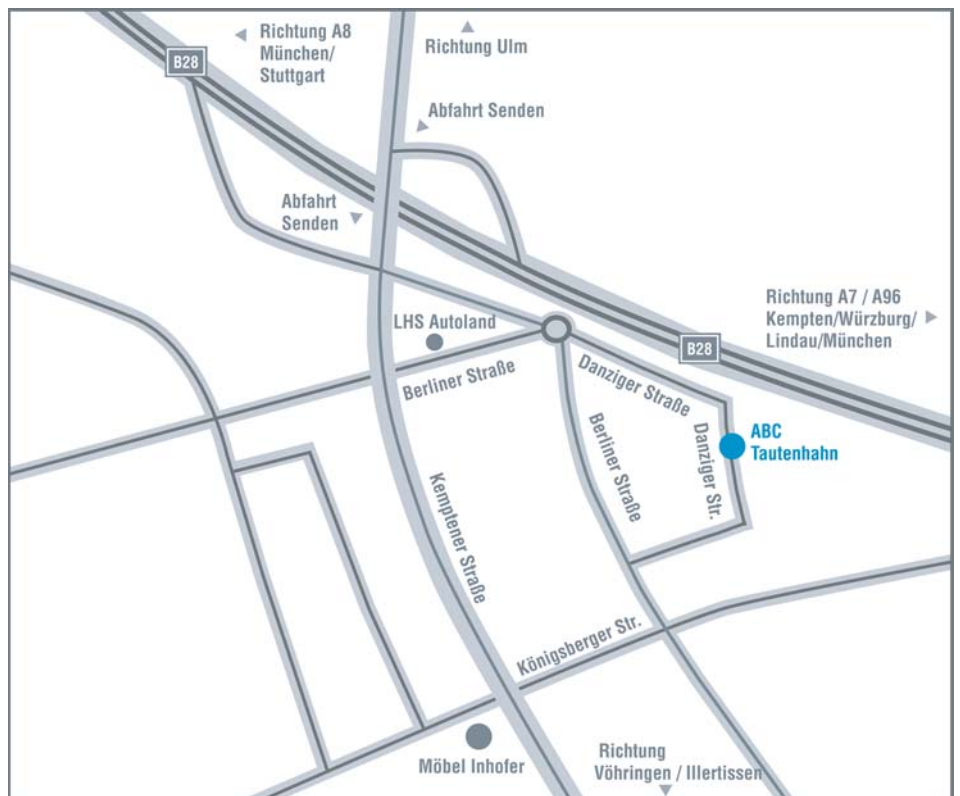 Richtung A8
München/
Stuttgart
B28
Richtung Ulm
Abfahrt Senden
Abfahrt
Senden
Richtung A7 / A96
Kempten/Würzburg/
Lindau/München
LHS Autoland
B28
Berliner Straße
Danziger Straße
ABC
Tautenhahn
Danziger Str.
Berliner Straße
Kemptener Straße
Königsberger Str.
Möbel Inhofer
Richtung
Vöhringen / Illertissen